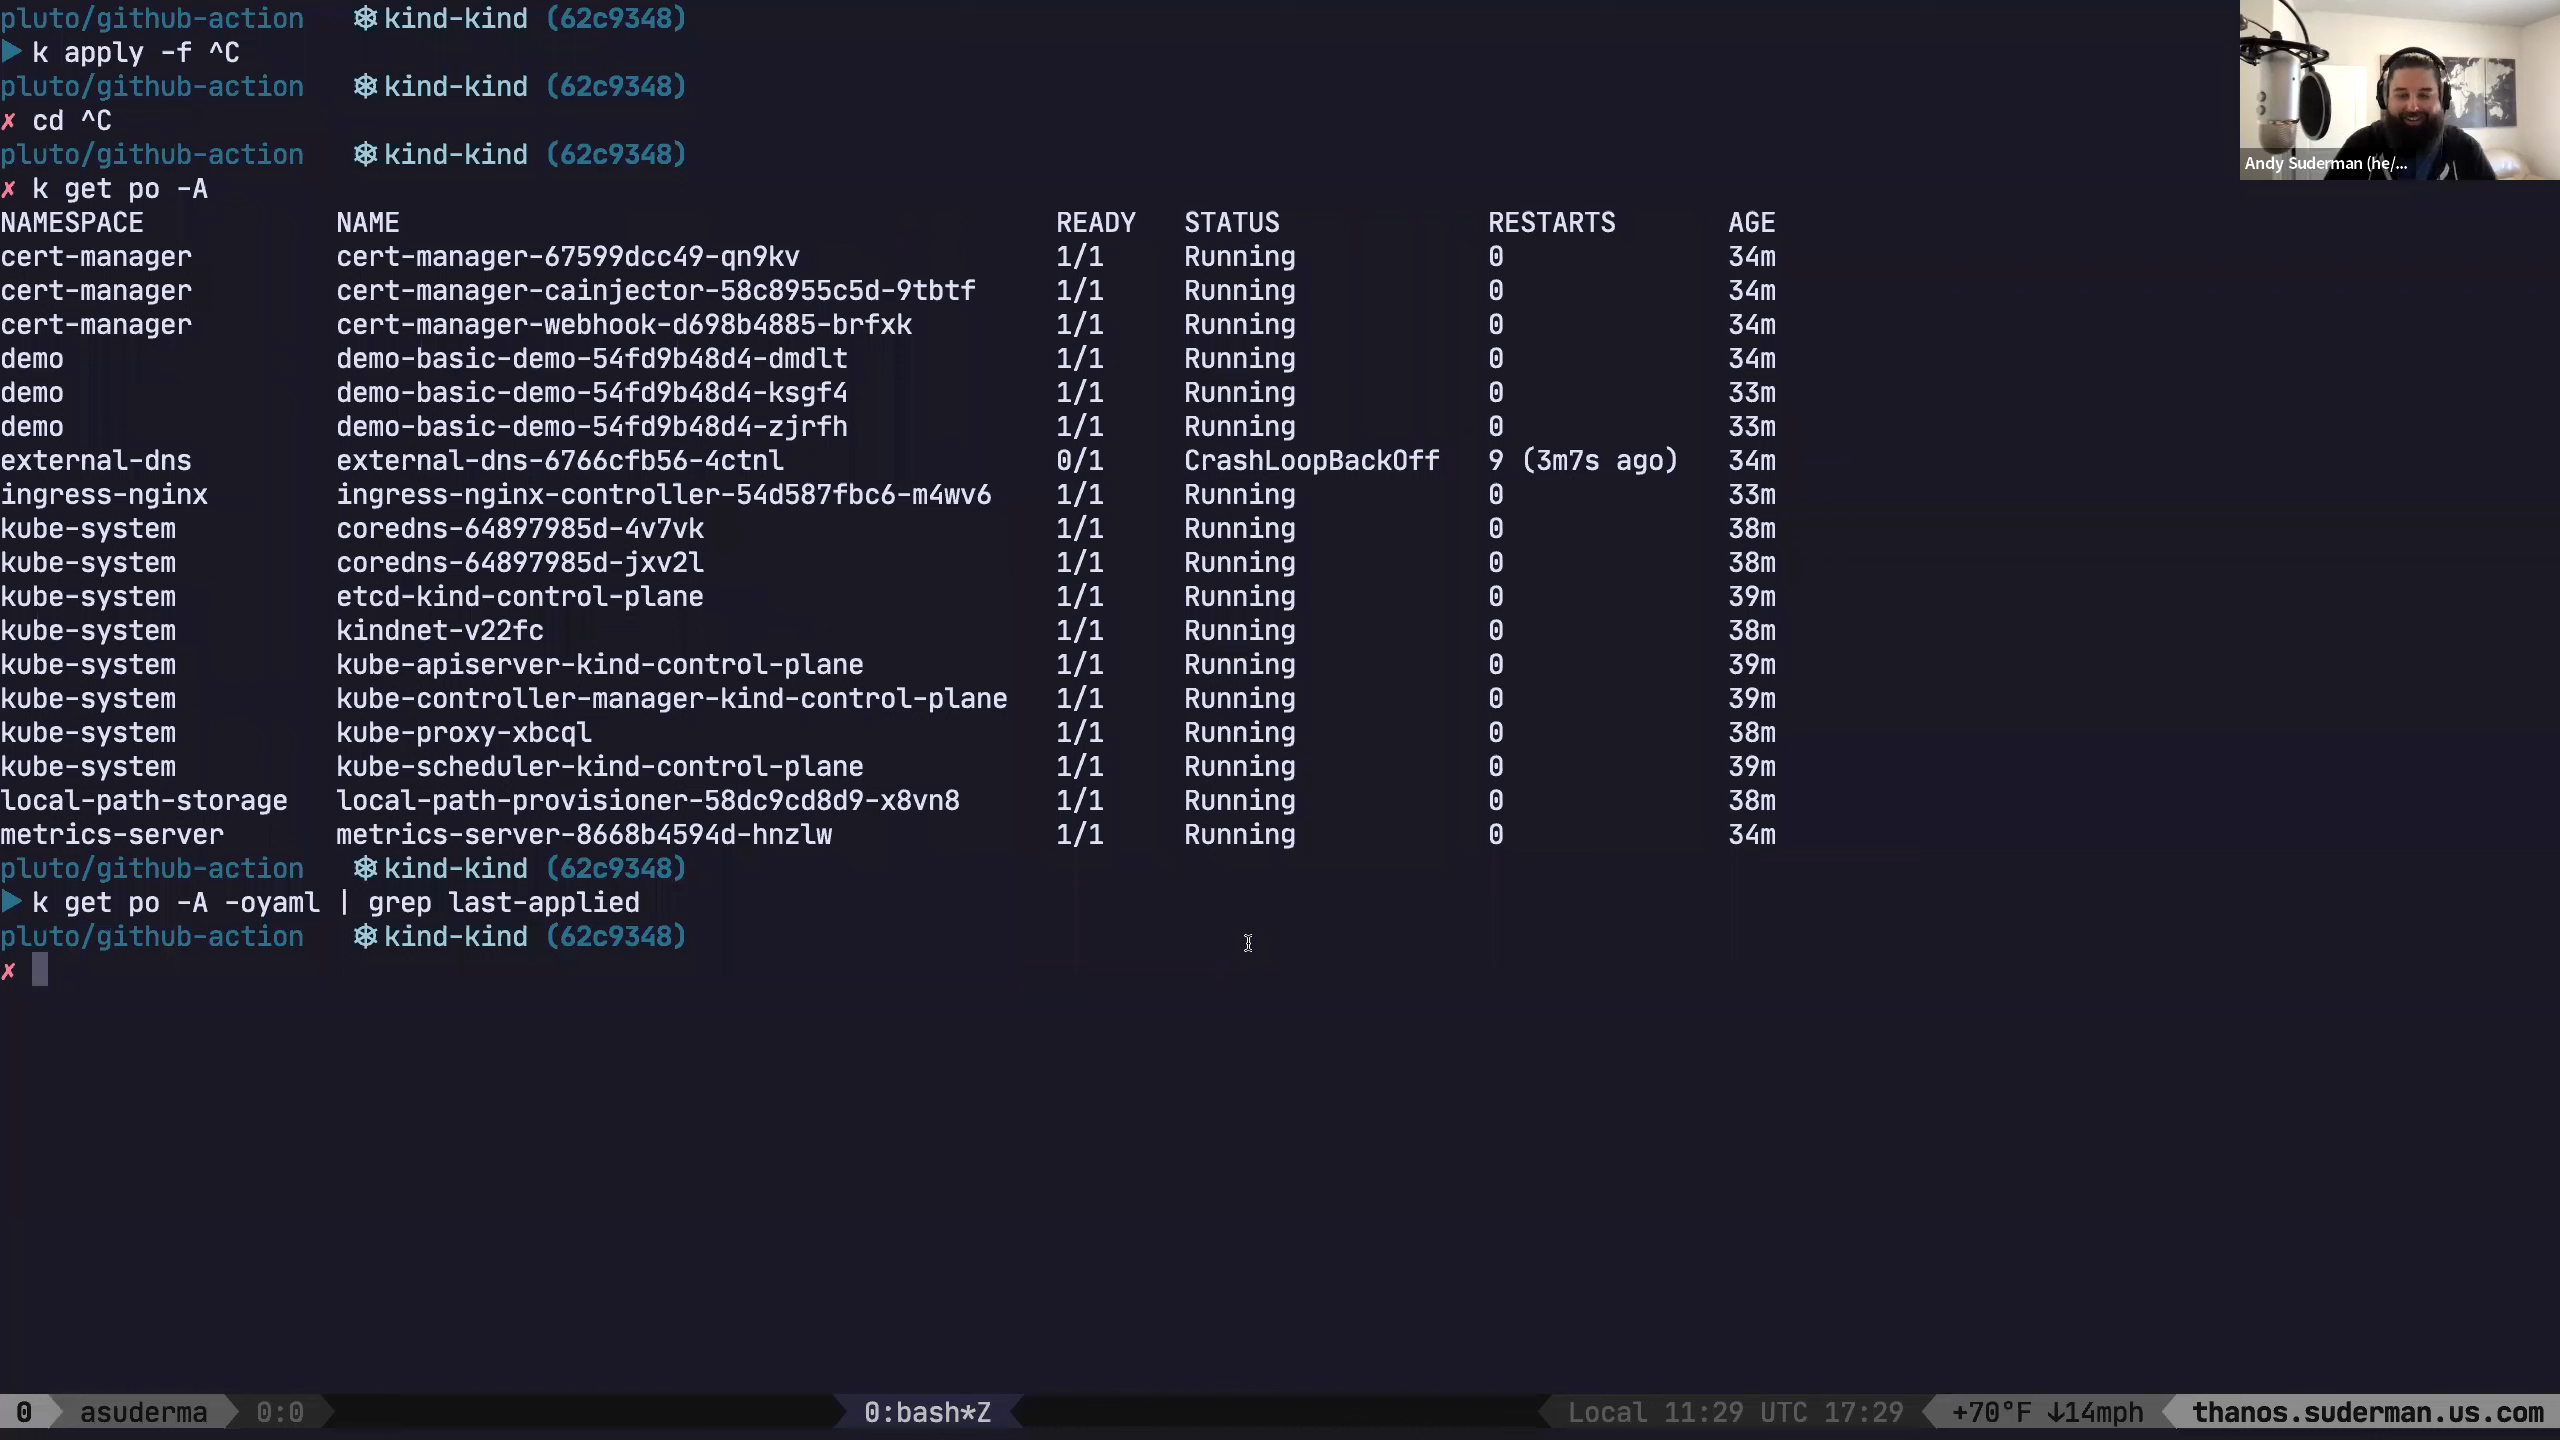 pluto/github-action   ⎈kind-kind (62c9348)
▶ k apply -f ^C
pluto/github-action   ⎈kind-kind (62c9348)
✗ cd ^C
pluto/github-action   ⎈kind-kind (62c9348)
✗ k get po -A
NAMESPACE            NAME                                         READY   STATUS             RESTARTS       AGE
cert-manager         cert-manager-67599dcc49-qn9kv                1/1     Running            0              34m
cert-manager         cert-manager-cainjector-58c8955c5d-9tbtf     1/1     Running            0              34m
cert-manager         cert-manager-webhook-d698b4885-brfxk         1/1     Running            0              34m
demo                 demo-basic-demo-54fd9b48d4-dmdlt             1/1     Running            0              34m
demo                 demo-basic-demo-54fd9b48d4-ksgf4             1/1     Running            0              33m
demo                 demo-basic-demo-54fd9b48d4-zjrfh             1/1     Running            0              33m
external-dns         external-dns-6766cfb56-4ctnl                 0/1     CrashLoopBackOff   9 (3m7s ago)   34m
ingress-nginx        ingress-nginx-controller-54d587fbc6-m4wv6    1/1     Running            0              33m
kube-system          coredns-64897985d-4v7vk                      1/1     Running            0              38m
kube-system          coredns-64897985d-jxv2l                      1/1     Running            0              38m
kube-system          etcd-kind-control-plane                      1/1     Running            0              39m
kube-system          kindnet-v22fc                                1/1     Running            0              38m
kube-system          kube-apiserver-kind-control-plane            1/1     Running            0              39m
kube-system          kube-controller-manager-kind-control-plane   1/1     Running            0              39m
kube-system          kube-proxy-xbcql                             1/1     Running            0              38m
kube-system          kube-scheduler-kind-control-plane            1/1     Running            0              39m
local-path-storage   local-path-provisioner-58dc9cd8d9-x8vn8      1/1     Running            0              38m
metrics-server       metrics-server-8668b4594d-hnzlw              1/1     Running            0              34m
pluto/github-action   ⎈kind-kind (62c9348)
▶ k get po -A -oyaml | grep last-applied
pluto/github-action   ⎈kind-kind (62c9348)
✗
Andy Suderman (he/...
0 asuderma 0:0 0:bash*Z Local 11:29 UTC 17:29 +70°F ↓14mph thanos.suderman.us.com